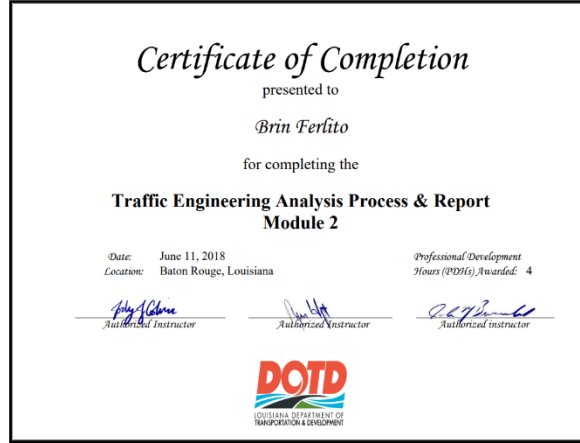 Certificate of Completion
presented to
Brin Ferlito
for completing the
Traffic Engineering Analysis Process & Report
Module 2
Date: June 11, 2018
Location: Baton Rouge, Louisiana
Professional Development
Hours (PDHs) Awarded: 4
Authorized Instructor
Authorized Instructor
Authorized instructor
DOTD
LOUISIANA DEPARTMENT OF
TRANSPORTATION & DEVELOPMENT